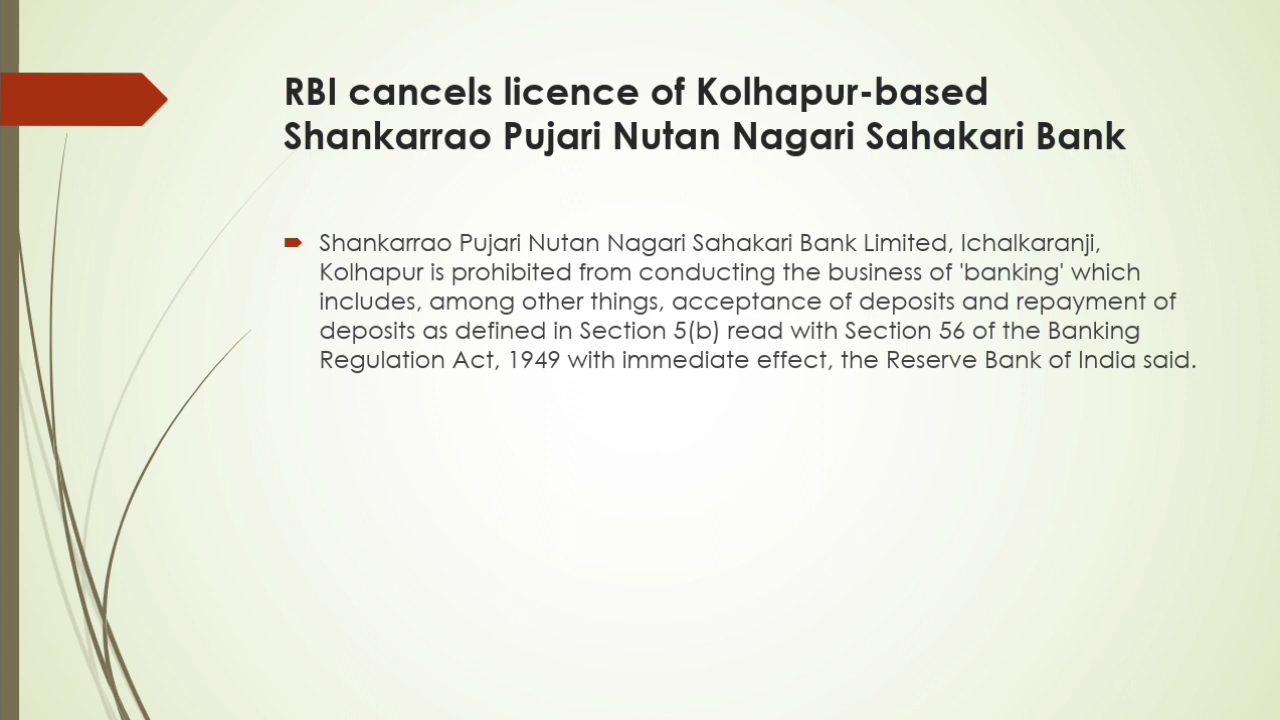 RBI cancels licence of Kolhapur-based
Shankarrao Pujari Nutan Nagari Sahakari Bank
Shankarrao Pujari Nutan Nagari Sahakari Bank Limited, Ichalkaranji,
Kolhapur is prohibited from conducting the business of 'banking' which
includes, among other things, acceptance of deposits and repayment of
deposits as defined in Section 5(b) read with Section 56 of the Banking
Regulation Act, 1949 with immediate effect, the Reserve Bank of India said.